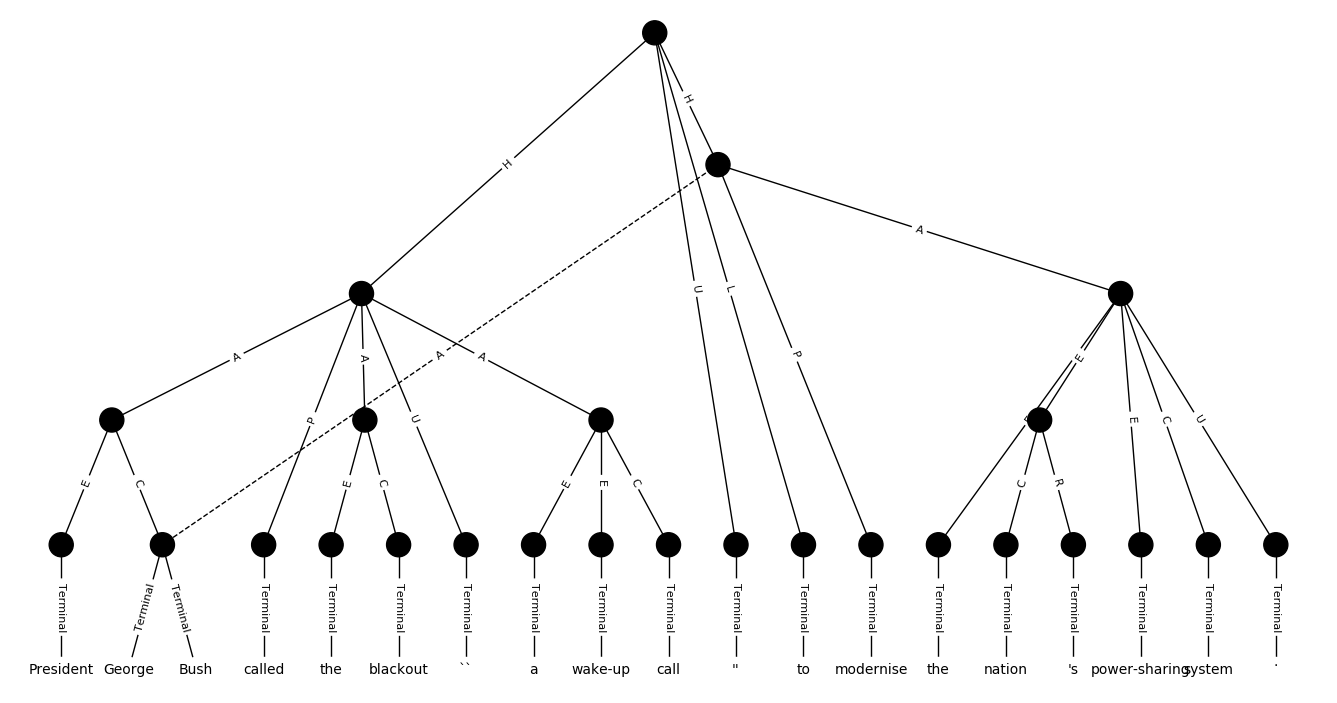 H
H
A
U L
A A A A P
P U E
E C U
E C E C E E C C R
Terminal Terminal Terminal Terminal Terminal Terminal Terminal Terminal Terminal Terminal Terminal Terminal Terminal Terminal Terminal Terminal Terminal Terminal Terminal
President George Bush called the blackout `` a wake-up call " to modernise the nation 's power-sharing system .